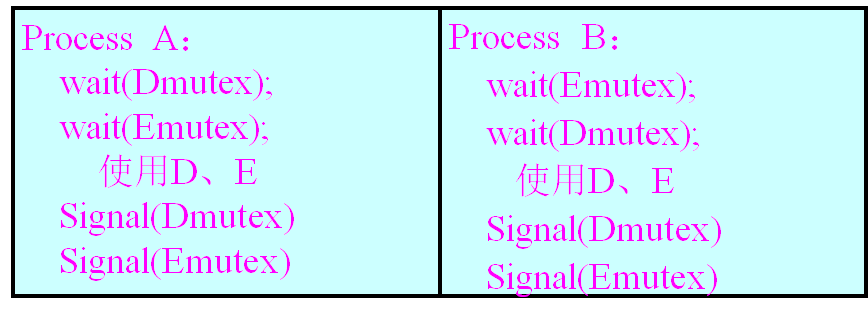 Process A：
wait(Dmutex);
wait(Emutex);
使用D、E
Signal(Dmutex)
Signal(Emutex)
Process B：
wait(Emutex);
wait(Dmutex);
使用D、E
Signal(Dmutex)
Signal(Emutex)